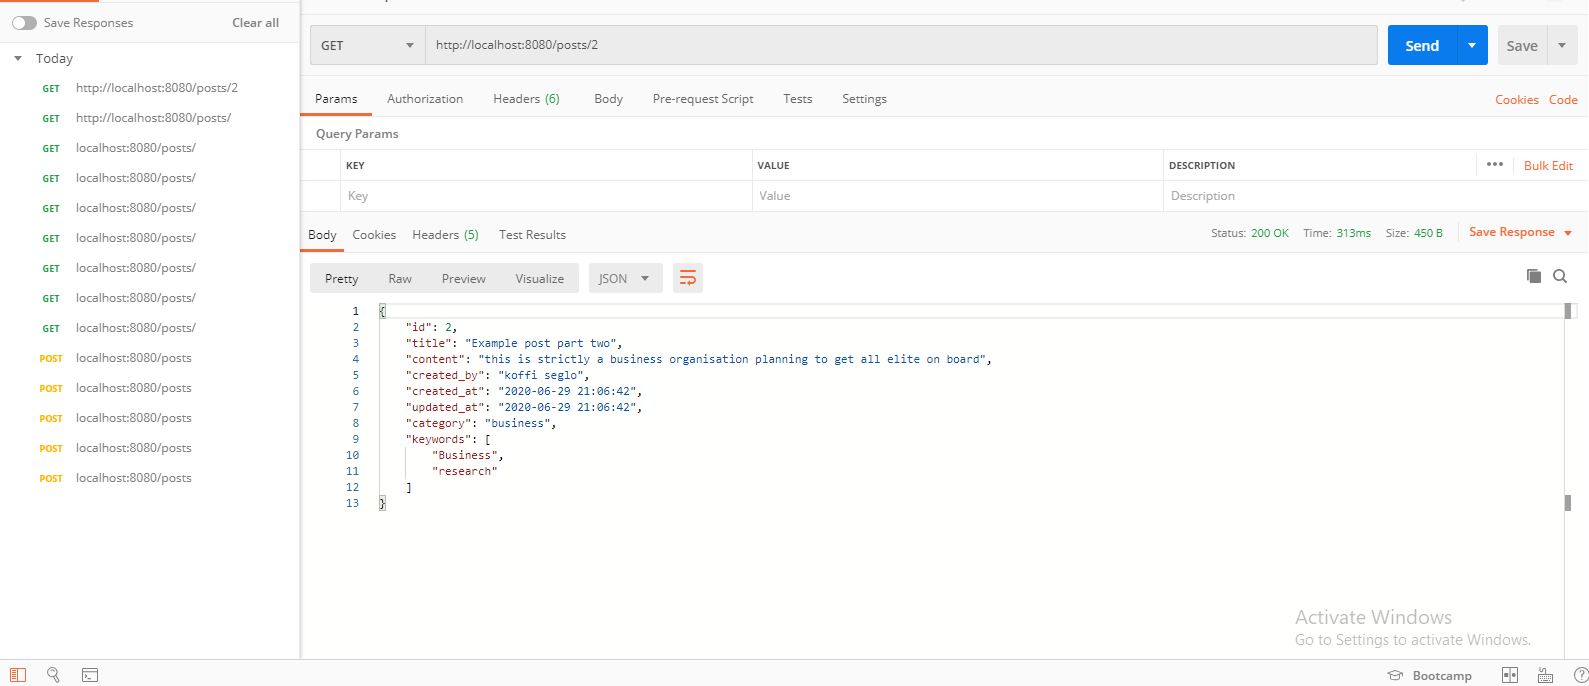 Save Responses Clear all
Today
GET http://localhost:8080/posts/2
GET http://localhost:8080/posts/
GET localhost:8080/posts/
GET localhost:8080/posts/
GET localhost:8080/posts/
GET localhost:8080/posts/
GET localhost:8080/posts/
GET localhost:8080/posts/
GET localhost:8080/posts/
POST localhost:8080/posts
POST localhost:8080/posts
POST localhost:8080/posts
POST localhost:8080/posts
POST localhost:8080/posts
GET http://localhost:8080/posts/2 Send Save
Params Authorization Headers (6) Body Pre-request Script Tests Settings Cookies Code
Query Params
KEY VALUE DESCRIPTION ••• Bulk Edit
Key Value Description
Body Cookies Headers (5) Test Results Status: 200 OK Time: 313ms Size: 450 B Save Response
Pretty Raw Preview Visualize JSON
1 {
2 "id": 2,
3 "title": "Example post part two",
4 "content": "this is strictly a business organisation planning to get all elite on board",
5 "created_by": "koffi seglo",
6 "created_at": "2020-06-29 21:06:42",
7 "updated_at": "2020-06-29 21:06:42",
8 "category": "business",
9 "keywords": [
10 "Business",
11 "research"
12 ]
13 }
Activate Windows
Go to Settings to activate Windows.
Bootcamp